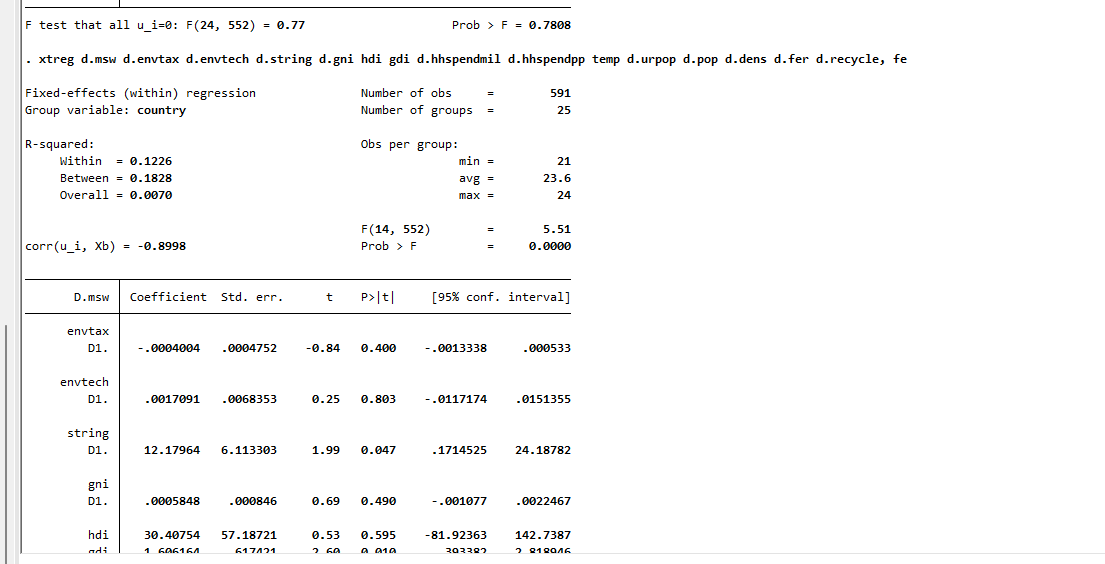 F test that all u_i=0: F(24, 552) = 0.77 Prob > F = 0.7808
. xtreg d.msw d.envtax d.envtech d.string d.gni hdi gdi d.hhspendmil d.hhspendpp temp d.urpop d.pop d.dens d.fer d.recycle, fe
Fixed-effects (within) regression Number of obs = 591
Group variable: country Number of groups = 25
R-squared: Obs per group:
Within = 0.1226 min = 21
Between = 0.1828 avg = 23.6
Overall = 0.0070 max = 24
F(14, 552) = 5.51
corr(u_i, Xb) = -0.8998 Prob > F = 0.0000
D.msw Coefficient Std. err. t P>|t| [95% conf. interval]
envtax
D1. -.0004004 .0004752 -0.84 0.400 -.0013338 .000533
envtech
D1. .0017091 .0068353 0.25 0.803 -.0117174 .0151355
string
D1. 12.17964 6.113303 1.99 0.047 .1714525 24.18782
gni
D1. .0005848 .000846 0.69 0.490 -.001077 .0022467
hdi 30.40754 57.18721 0.53 0.595 -81.92363 142.7387
gdi 1.606164 .617421 2.60 0.010 .393382 2.818946